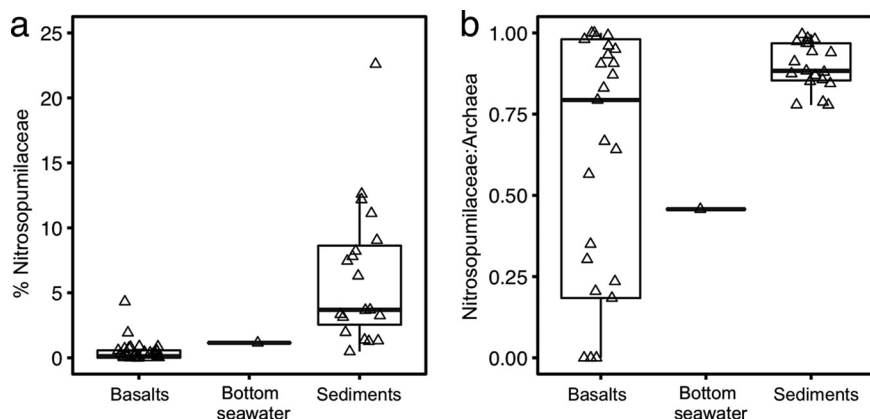 a
% Nitrosopumilaceae
25
20
15
10
5
0
Basalts
Bottom
seawater
Sediments
b
Nitrosopumilaceae:Archaea
1.00
0.75
0.50
0.25
0.00
Basalts
Bottom
seawater
Sediments